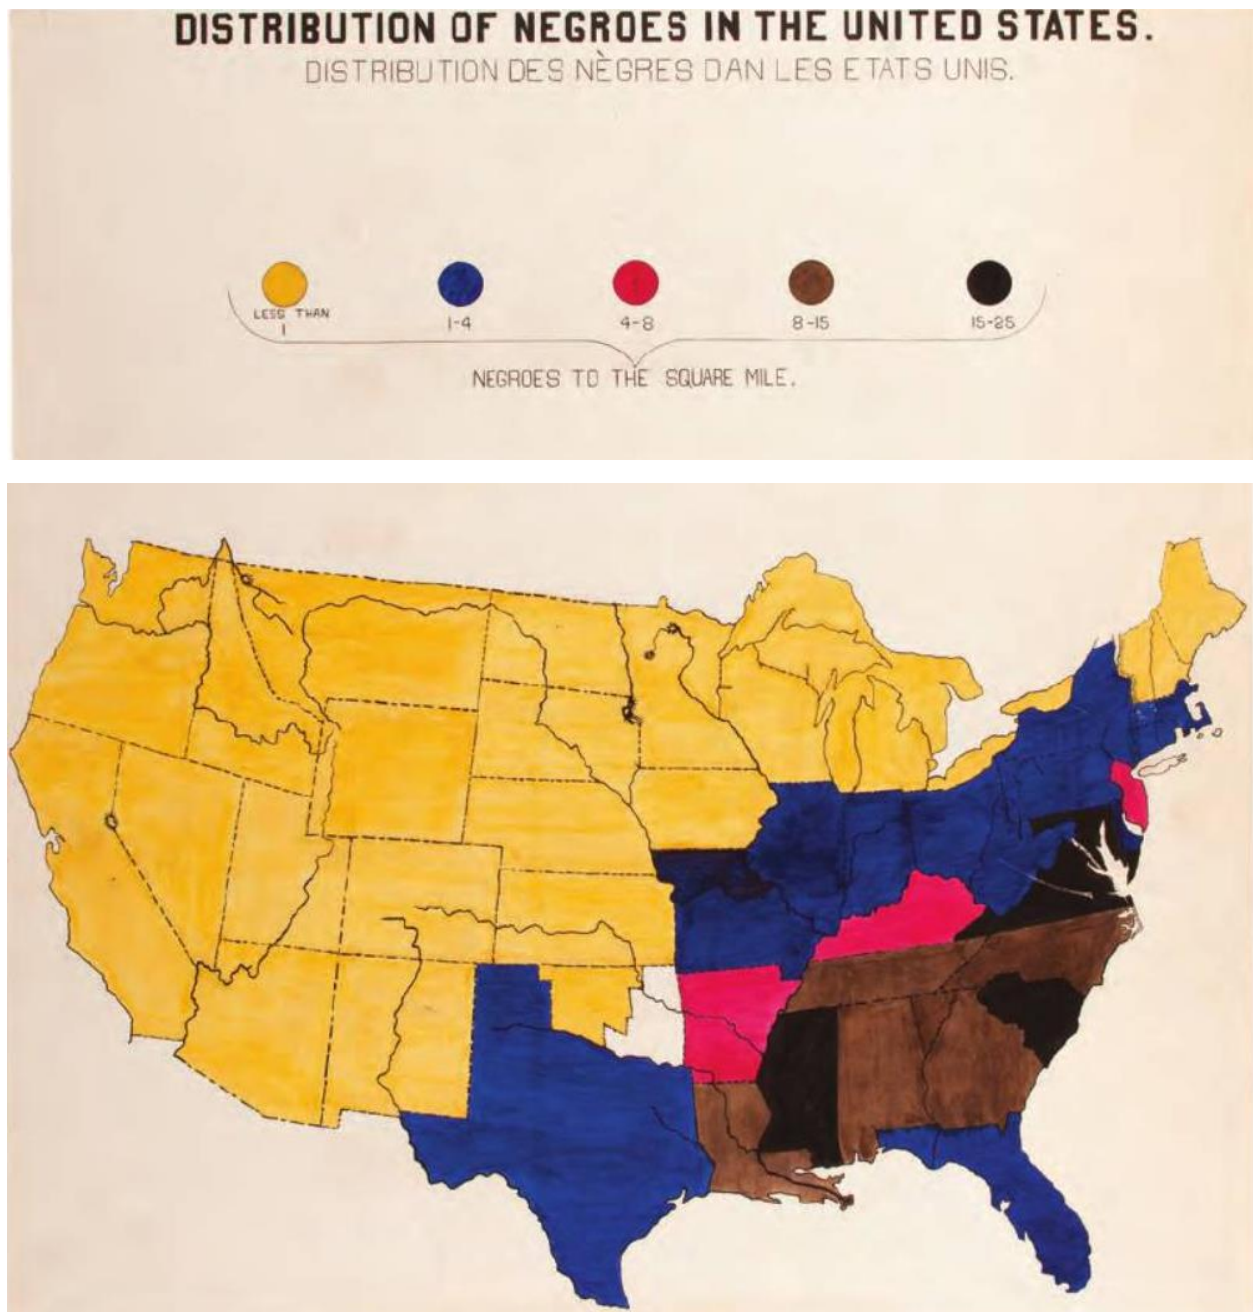 DISTRIBUTION OF NEGROES IN THE UNITED STATES.
DISTRIBUTION DES NÈGRES DAN LES ETATS UNIS.
LESS THAN
1
1-4
4-8
8-15
15-25
NEGROES TO THE SQUARE MILE.